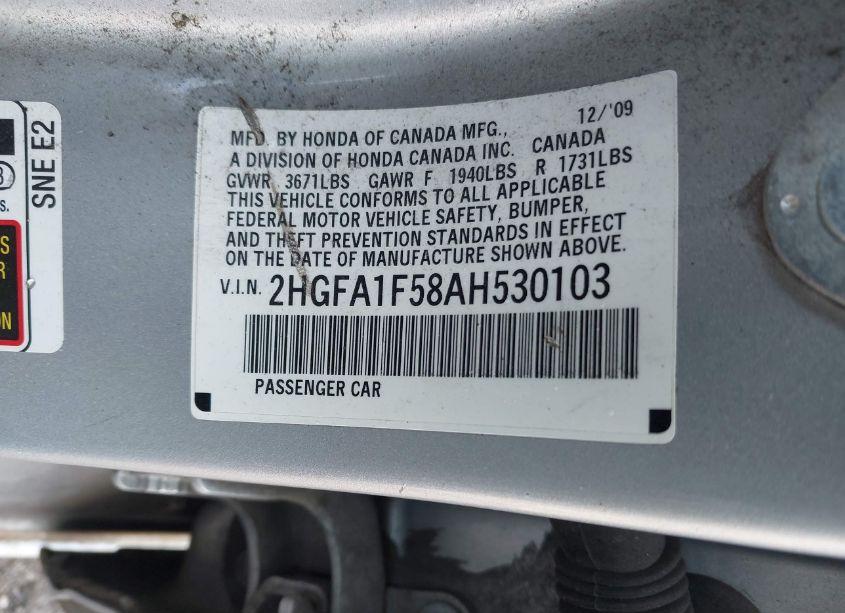 12/'09
MFD. BY HONDA OF CANADA MFG.,
A DIVISION OF HONDA CANADA INC. CANADA
GVWR 3671LBS GAWR F 1940LBS R 1731LBS
THIS VEHICLE CONFORMS TO ALL APPLICABLE
FEDERAL MOTOR VEHICLE SAFETY, BUMPER,
AND THEFT PREVENTION STANDARDS IN EFFECT
ON THE DATE OF MANUFACTURE SHOWN ABOVE.
V.I.N. 2HGFA1F58AH530103
PASSENGER CAR
SNE E2